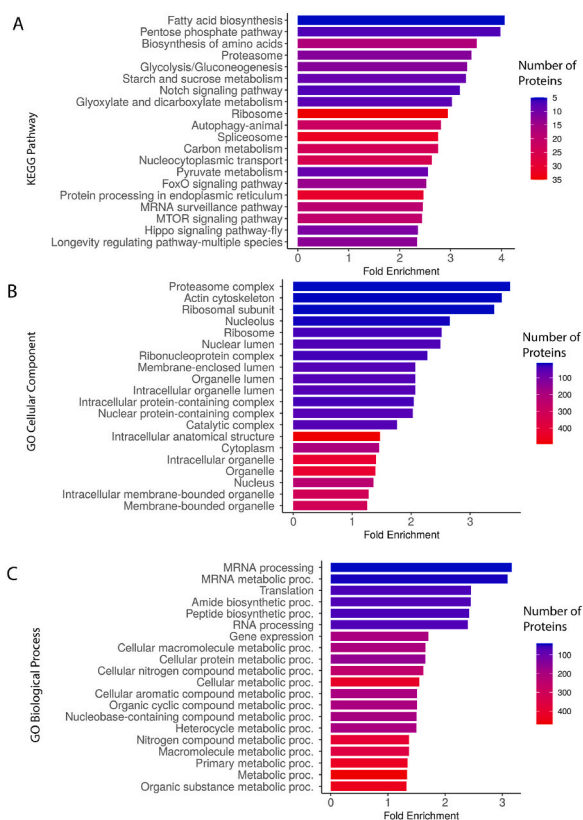 A
KEGG Pathway
Fatty acid biosynthesis
Pentose phosphate pathway
Biosynthesis of amino acids
Proteasome
Glycolysis/Gluconeogenesis
Starch and sucrose metabolism
Notch signaling pathway
Glyoxylate and dicarboxylate metabolism
Ribosome
Autophagy-animal
Spliceosome
Carbon metabolism
Nucleocytoplasmic transport
Pyruvate metabolism
FoxO signaling pathway
Protein processing in endoplasmic reticulum
MRNA surveillance pathway
MTOR signaling pathway
Hippo signaling pathway-fly
Longevity regulating pathway-multiple species
0 1 2 3 4
Fold Enrichment
Number of
Proteins
5
10
15
20
25
30
35
B
GO Cellular Component
Proteasome complex
Actin cytoskeleton
Ribosomal subunit
Nucleolus
Ribosome
Nuclear lumen
Ribonucleoprotein complex
Membrane-enclosed lumen
Organelle lumen
Intracellular organelle lumen
Intracellular protein-containing complex
Nuclear protein-containing complex
Catalytic complex
Intracellular anatomical structure
Cytoplasm
Intracellular organelle
Organelle
Nucleus
Intracellular membrane-bounded organelle
Membrane-bounded organelle
0 1 2 3
Fold Enrichment
Number of
Proteins
100
200
300
400
C
GO Biological Process
MRNA processing
MRNA metabolic proc.
Translation
Amide biosynthetic proc.
Peptide biosynthetic proc.
RNA processing
Gene expression
Cellular macromolecule metabolic proc.
Cellular protein metabolic proc.
Cellular nitrogen compound metabolic proc.
Cellular metabolic proc.
Cellular aromatic compound metabolic proc.
Organic cyclic compound metabolic proc.
Nucleobase-containing compound metabolic proc.
Heterocycle metabolic proc.
Nitrogen compound metabolic proc.
Macromolecule metabolic proc.
Primary metabolic proc.
Metabolic proc.
Organic substance metabolic proc.
0 1 2 3
Fold Enrichment
Number of
Proteins
100
200
300
400